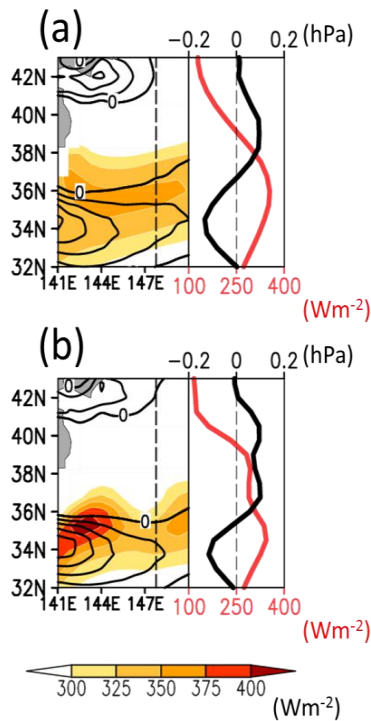 (a)
−0.2 0 0.2 (hPa)
0
42N
0
40N
38N
36N
0
34N
32N
141E 144E 147E 100 250 400
(Wm-2)
(b)
−0.2 0 0.2 (hPa)
0
42N
0
40N
38N
36N
0
34N
32N
141E 144E 147E 100 250 400
(Wm-2)
300 325 350 375 400
(Wm-2)